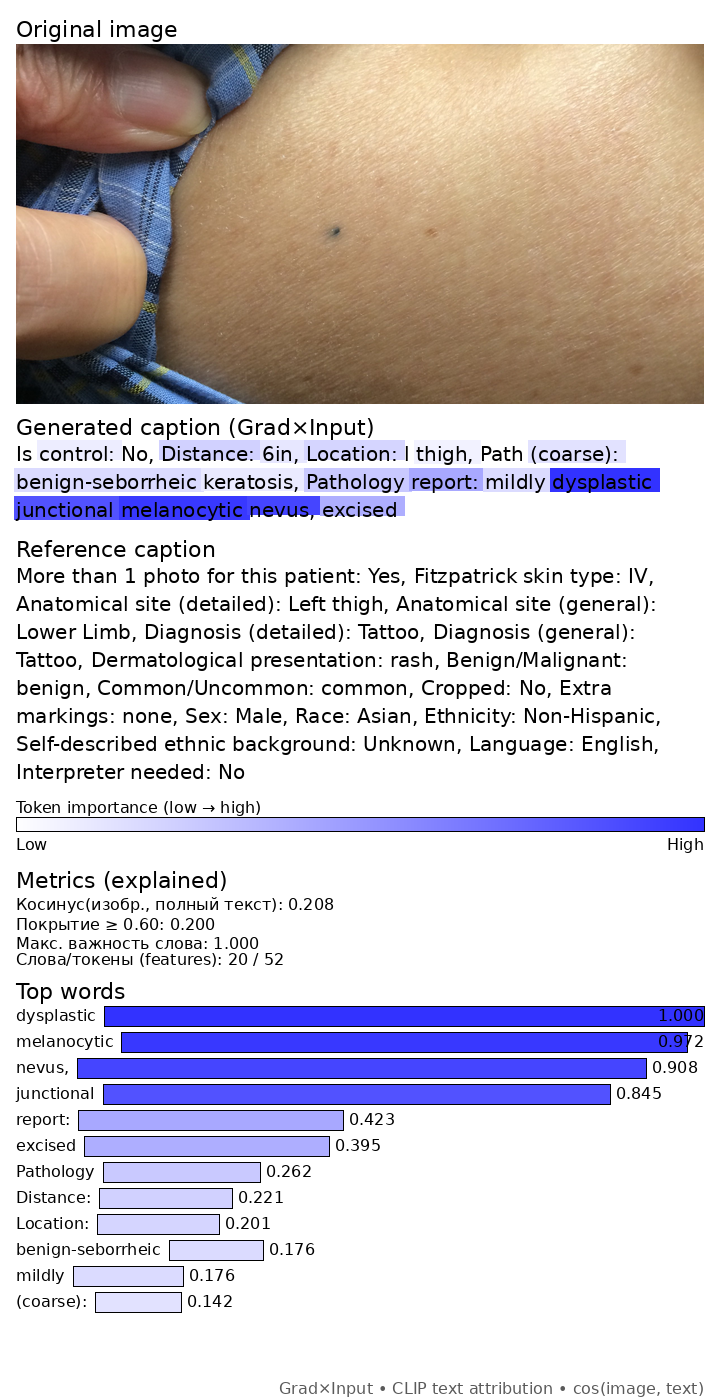 Original image
Generated caption (Grad×Input)
Is control: No, Distance: 6in, Location: l thigh, Path (coarse):
benign-seborrheic keratosis, Pathology report: mildly dysplastic
junctional melanocytic nevus, excised
Reference caption
More than 1 photo for this patient: Yes, Fitzpatrick skin type: IV,
Anatomical site (detailed): Left thigh, Anatomical site (general):
Lower Limb, Diagnosis (detailed): Tattoo, Diagnosis (general):
Tattoo, Dermatological presentation: rash, Benign/Malignant:
benign, Common/Uncommon: common, Cropped: No, Extra
markings: none, Sex: Male, Race: Asian, Ethnicity: Non-Hispanic,
Self-described ethnic background: Unknown, Language: English,
Interpreter needed: No
Token importance (low → high)
Low High
Metrics (explained)
Косинус(изобр., полный текст): 0.208
Покрытие ≥ 0.60: 0.200
Макс. важность слова: 1.000
Слова/токены (features): 20 / 52
Top words
dysplastic 1.000
melanocytic 0.972
nevus, 0.908
junctional 0.845
report: 0.423
excised 0.395
Pathology 0.262
Distance: 0.221
Location: 0.201
benign-seborrheic 0.176
mildly 0.176
(coarse): 0.142
Grad×Input • CLIP text attribution • cos(image, text)